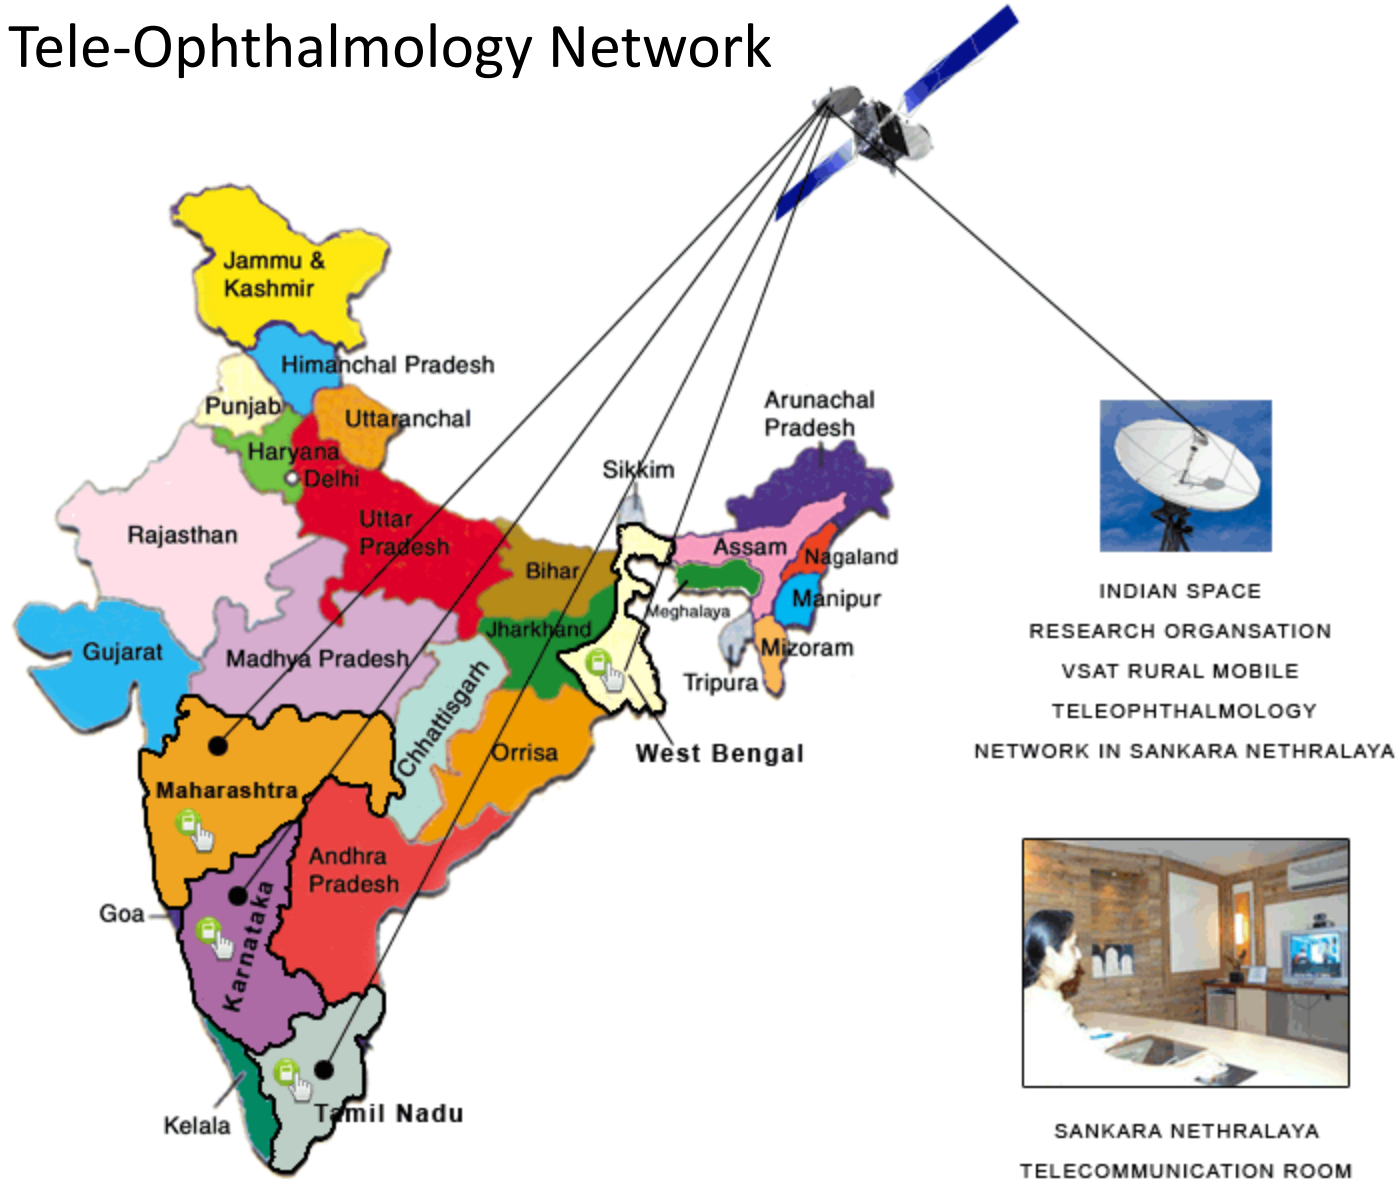 Tele-Ophthalmology Network
Jammu &
Kashmir
Himanchal Pradesh
Punjab
Uttaranchal
Haryana
Delhi
Arunachal
Pradesh
Sikkim
Rajasthan
Uttar
Pradesh
Bihar
Assam
Nagaland
Meghalaya
Manipur
Gujarat
Madhya Pradesh
Jharkhand
Mizoram
Tripura
Chhattisgarh
Orrisa
West Bengal
Maharashtra
Andhra
Pradesh
Goa
Karnataka
Kelala
Tamil Nadu
INDIAN SPACE
RESEARCH ORGANSATION
VSAT RURAL MOBILE
TELEOPHTHALMOLOGY
NETWORK IN SANKARA NETHRALAYA
SANKARA NETHRALAYA
TELECOMMUNICATION ROOM